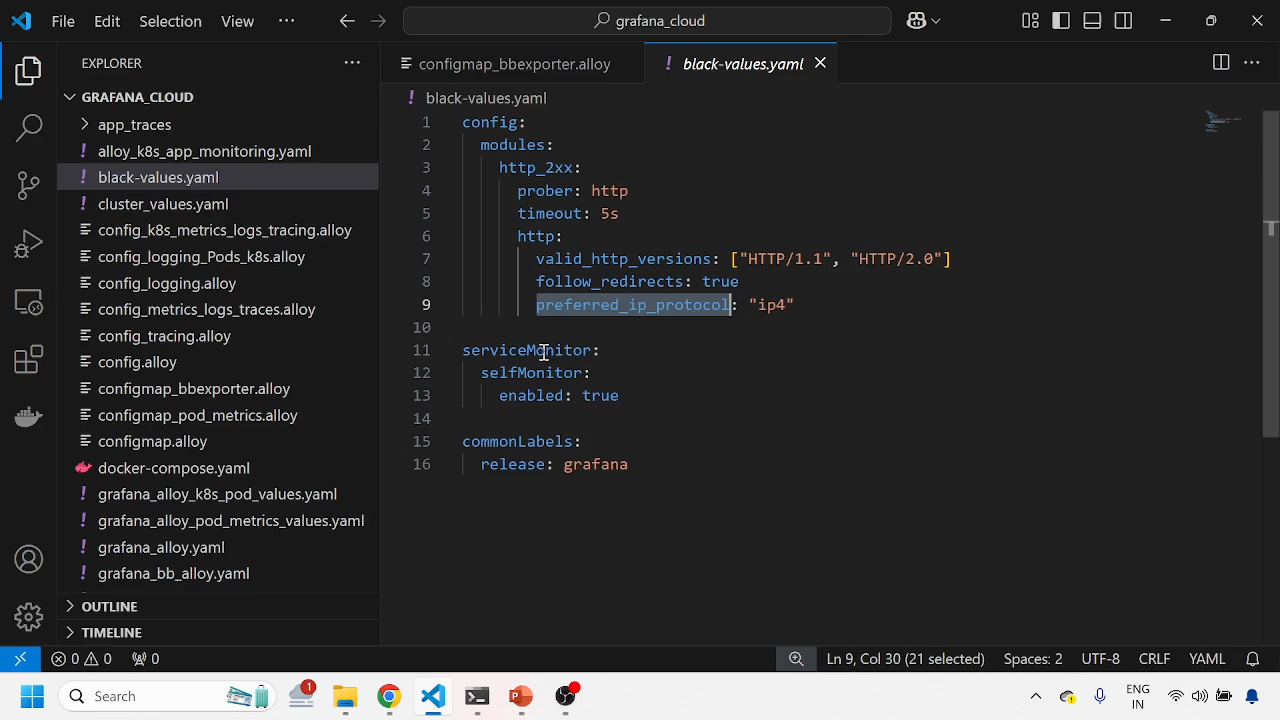 File Edit Selection View ··· grafana_cloud
EXPLORER ···
GRAFANA_CLOUD
app_traces
! alloy_k8s_app_monitoring.yaml
! black-values.yaml
! cluster_values.yaml
config_k8s_metrics_logs_tracing.alloy
config_logging_Pods_k8s.alloy
config_logging.alloy
config_metrics_logs_traces.alloy
config_tracing.alloy
config.alloy
configmap_bbexporter.alloy
configmap_pod_metrics.alloy
configmap.alloy
docker-compose.yaml
! grafana_alloy_k8s_pod_values.yaml
! grafana_alloy_pod_metrics_values.yaml
! grafana_alloy.yaml
! grafana_bb_alloy.yaml
OUTLINE
TIMELINE
configmap_bbexporter.alloy ! black-values.yaml
! black-values.yaml
1 config:
2 modules:
3 http_2xx:
4 prober: http
5 timeout: 5s
6 http:
7 valid_http_versions: ["HTTP/1.1", "HTTP/2.0"]
8 follow_redirects: true
9 preferred_ip_protocol: "ip4"
10
11 serviceMonitor:
12 selfMonitor:
13 enabled: true
14
15 commonLabels:
16 release: grafana
0 0 0 Ln 9, Col 30 (21 selected) Spaces: 2 UTF-8 CRLF YAML
Search 1 ENG
IN